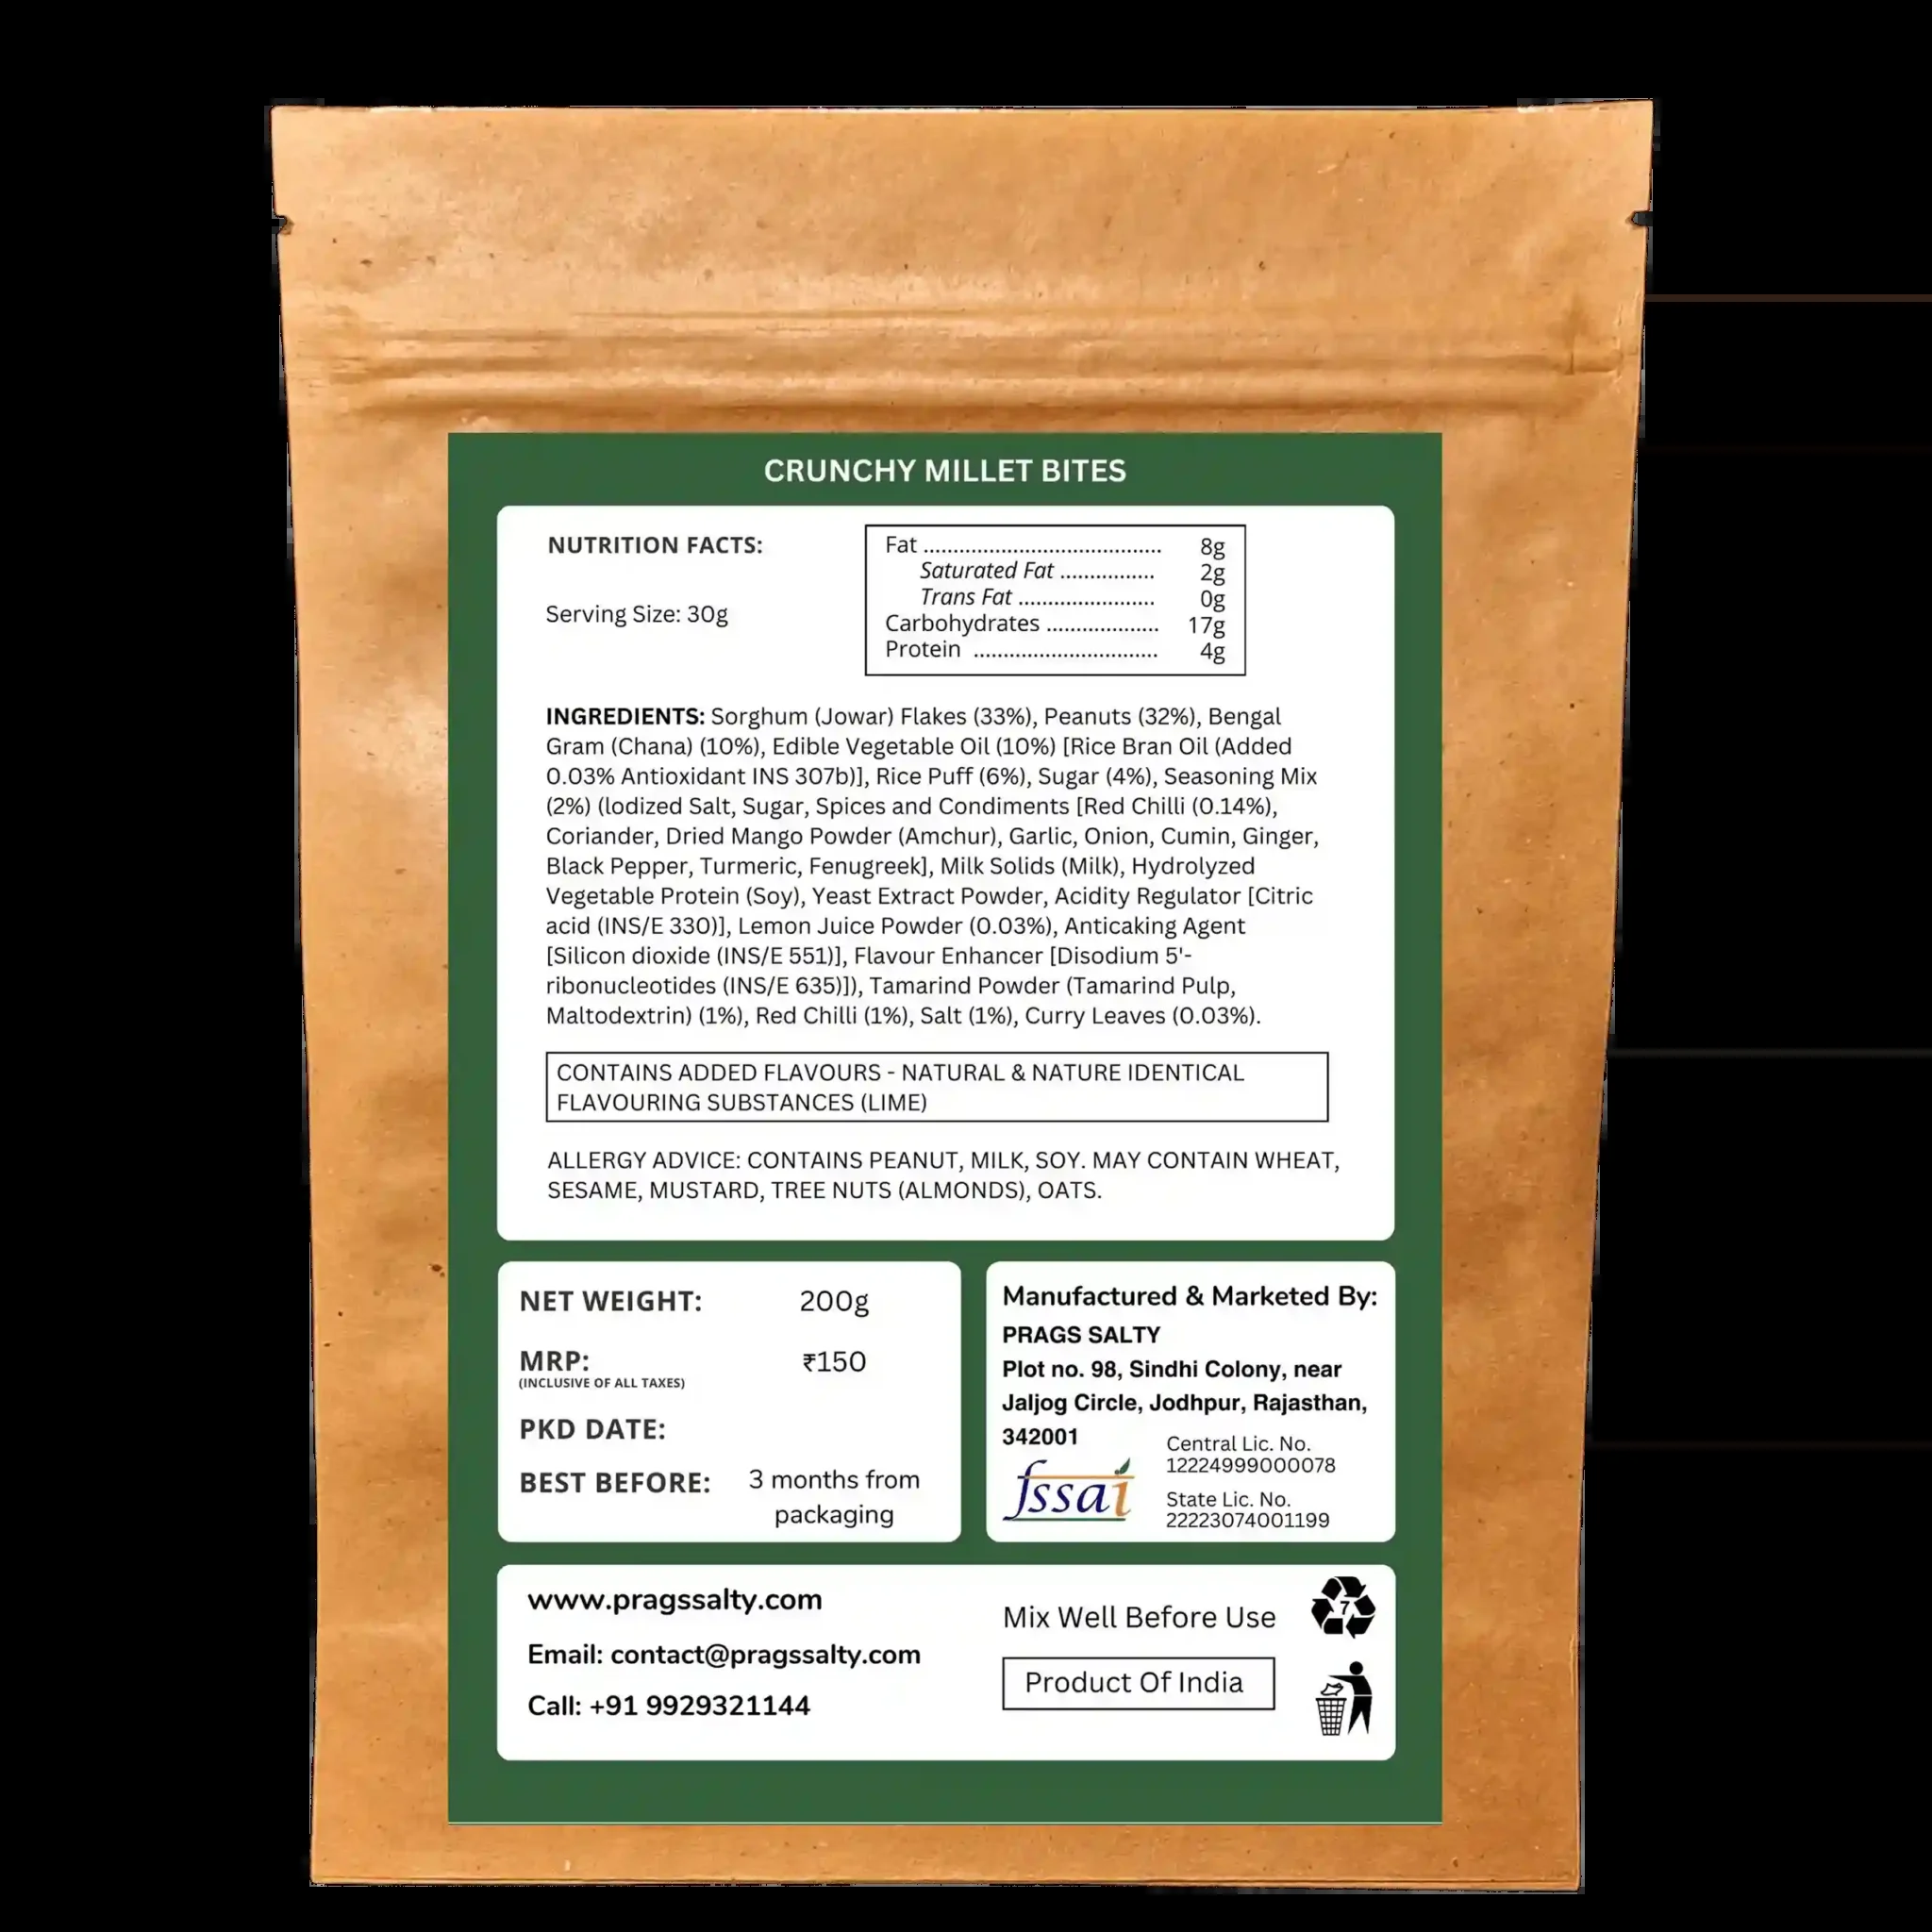 CRUNCHY MILLET BITES
NUTRITION FACTS:
Serving Size: 30g
Fat ...................................... 8g
Saturated Fat ................ 2g
Trans Fat ....................... 0g
Carbohydrates ................... 17g
Protein ............................... 4g
INGREDIENTS: Sorghum (Jowar) Flakes (33%), Peanuts (32%), Bengal
Gram (Chana) (10%), Edible Vegetable Oil (10%) [Rice Bran Oil (Added
0.03% Antioxidant INS 307b)], Rice Puff (6%), Sugar (4%), Seasoning Mix
(2%) (lodized Salt, Sugar, Spices and Condiments [Red Chilli (0.14%),
Coriander, Dried Mango Powder (Amchur), Garlic, Onion, Cumin, Ginger,
Black Pepper, Turmeric, Fenugreek], Milk Solids (Milk), Hydrolyzed
Vegetable Protein (Soy), Yeast Extract Powder, Acidity Regulator [Citric
acid (INS/E 330)], Lemon Juice Powder (0.03%), Anticaking Agent
[Silicon dioxide (INS/E 551)], Flavour Enhancer [Disodium 5'-
ribonucleotides (INS/E 635)]), Tamarind Powder (Tamarind Pulp,
Maltodextrin) (1%), Red Chilli (1%), Salt (1%), Curry Leaves (0.03%).
CONTAINS ADDED FLAVOURS - NATURAL & NATURE IDENTICAL
FLAVOURING SUBSTANCES (LIME)
ALLERGY ADVICE: CONTAINS PEANUT, MILK, SOY. MAY CONTAIN WHEAT,
SESAME, MUSTARD, TREE NUTS (ALMONDS), OATS.
NET WEIGHT: 200g
MRP: ₹150
(INCLUSIVE OF ALL TAXES)
PKD DATE:
BEST BEFORE: 3 months from
packaging
Manufactured & Marketed By:
PRAGS SALTY
Plot no. 98, Sindhi Colony, near
Jaljog Circle, Jodhpur, Rajasthan,
342001
fssai
Central Lic. No.
12224999000078
State Lic. No.
22223074001199
www.pragssalty.com
Email: contact@pragssalty.com
Call: +91 9929321144
Mix Well Before Use
Product Of India
7